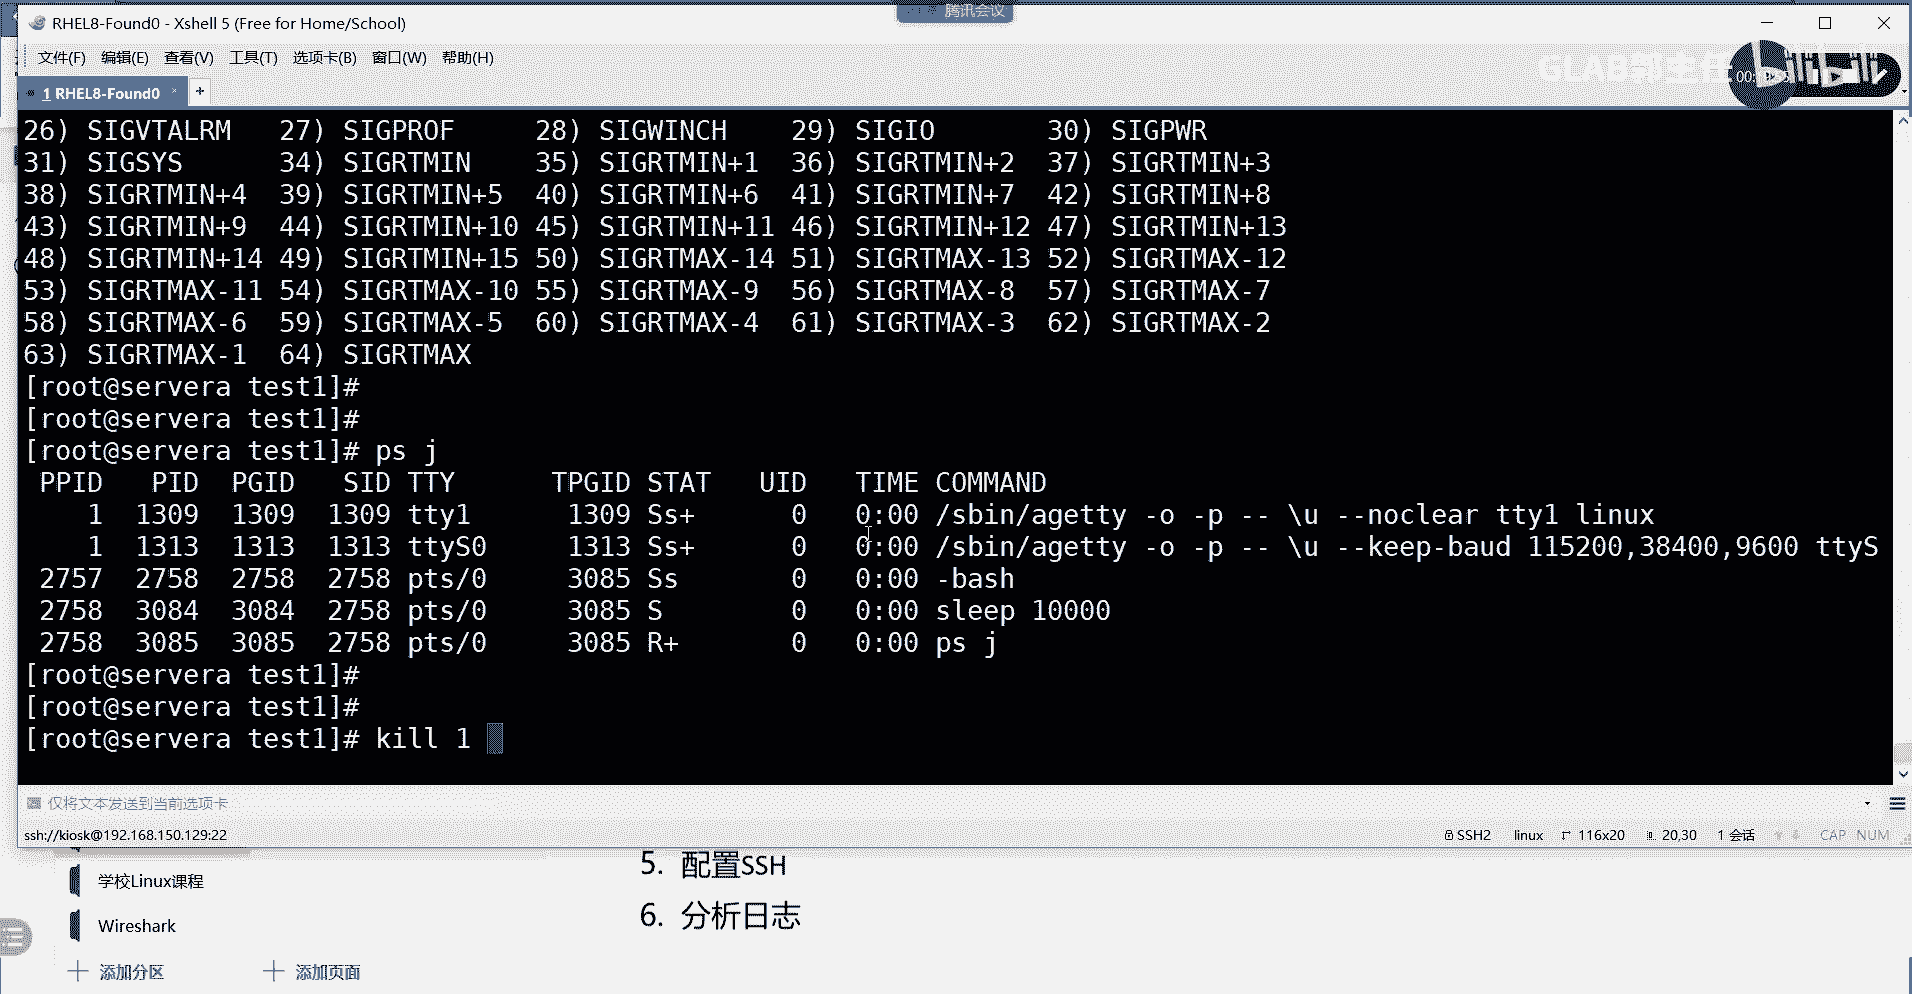 腾讯会议
RHEL8-Found0 - Xshell 5 (Free for Home/School)
文件(F) 编辑(E) 查看(V) 工具(T) 选项卡(B) 窗口(W) 帮助(H)
GLAB郭主任 bilibili
1 RHEL8-Found0 × +
26) SIGVTALRM 27) SIGPROF 28) SIGWINCH 29) SIGIO 30) SIGPWR
31) SIGSYS 34) SIGRTMIN 35) SIGRTMIN+1 36) SIGRTMIN+2 37) SIGRTMIN+3
38) SIGRTMIN+4 39) SIGRTMIN+5 40) SIGRTMIN+6 41) SIGRTMIN+7 42) SIGRTMIN+8
43) SIGRTMIN+9 44) SIGRTMIN+10 45) SIGRTMIN+11 46) SIGRTMIN+12 47) SIGRTMIN+13
48) SIGRTMIN+14 49) SIGRTMIN+15 50) SIGRTMAX-14 51) SIGRTMAX-13 52) SIGRTMAX-12
53) SIGRTMAX-11 54) SIGRTMAX-10 55) SIGRTMAX-9 56) SIGRTMAX-8 57) SIGRTMAX-7
58) SIGRTMAX-6 59) SIGRTMAX-5 60) SIGRTMAX-4 61) SIGRTMAX-3 62) SIGRTMAX-2
63) SIGRTMAX-1 64) SIGRTMAX
[root@servera test1]#
[root@servera test1]#
[root@servera test1]# ps j
PPID PID PGID SID TTY TPGID STAT UID TIME COMMAND
1 1309 1309 1309 tty1 1309 Ss+ 0 0:00 /sbin/agetty -o -p -- \u --noclear tty1 linux
1 1313 1313 1313 ttyS0 1313 Ss+ 0 0:00 /sbin/agetty -o -p -- \u --keep-baud 115200,38400,9600 ttyS
2757 2758 2758 2758 pts/0 3085 Ss 0 0:00 -bash
2758 3084 3084 2758 pts/0 3085 S 0 0:00 sleep 10000
2758 3085 3085 2758 pts/0 3085 R+ 0 0:00 ps j
[root@servera test1]#
[root@servera test1]#
[root@servera test1]# kill 1
仅将文本发送到当前选项卡
ssh://kiosk@192.168.150.129:22 SSH2 linux 116x20 20,30 1 会话 CAP NUM
5. 配置SSH
学校Linux课程
6. 分析日志
Wireshark
添加分区 添加页面